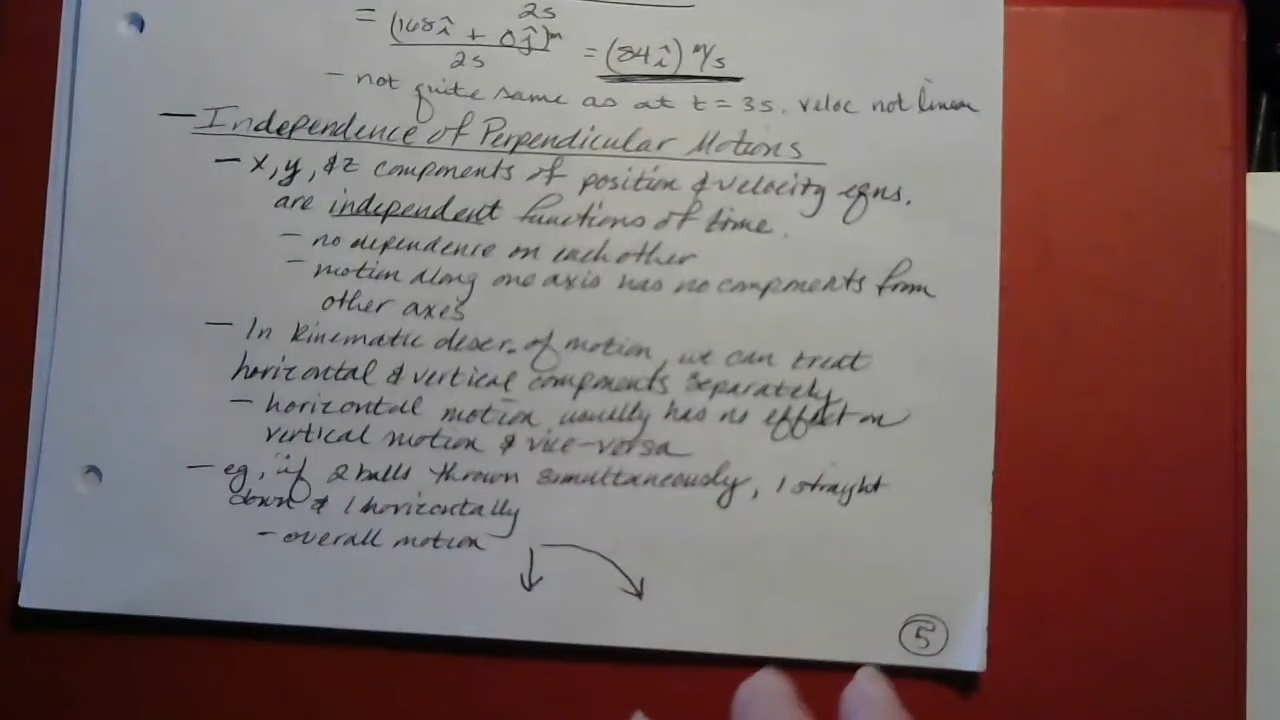 2s
= (168î + 0ĵ)m
2s
= (84î) m/s
- not quite same as at t = 3s. veloc not linear
- Independence of Perpendicular Motions
- x, y, & z components of position & velocity eqns.
are independent functions of time.
- no dependence on each other
- motion along one axis has no components from
other axes
- In kinematic descr. of motion, we can treat
horizontal & vertical components separately
- horizontal motion usually has no effect on
vertical motion & vice-versa
- eg, if 2 balls thrown simultaneously, 1 straight
down & 1 horizontally
- overall motion
5